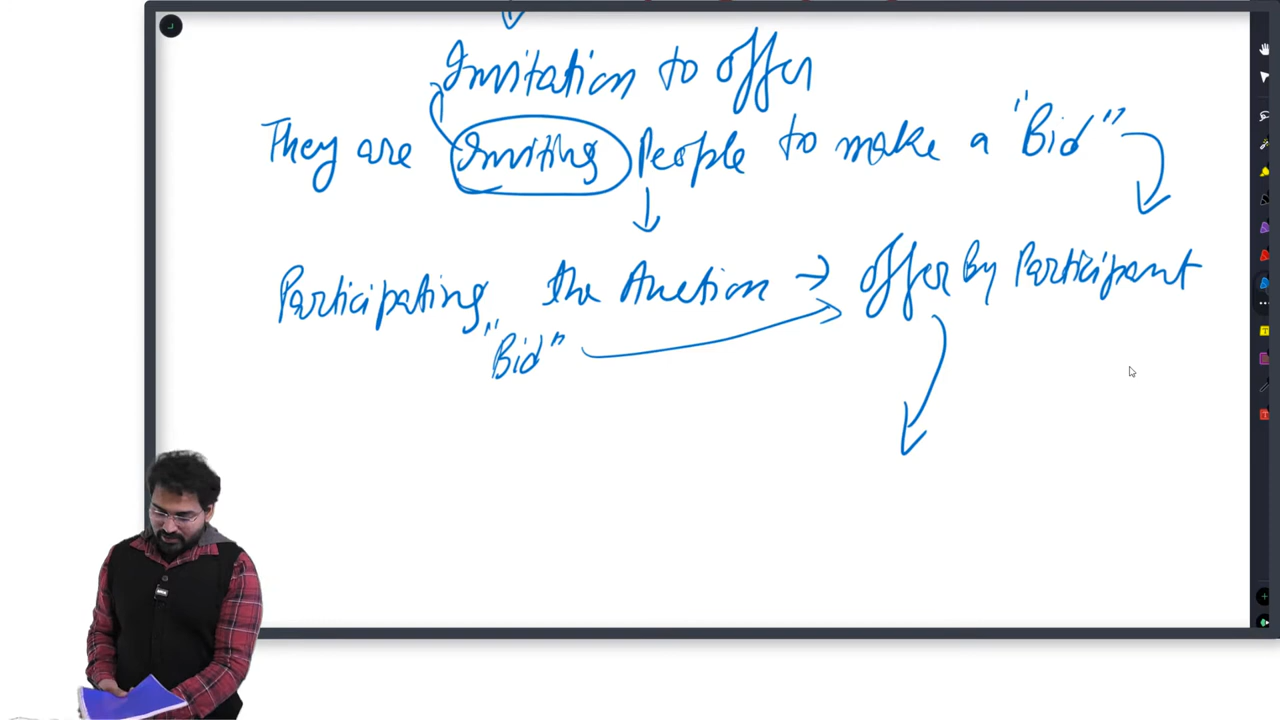 Invitation to offer
They are Inviting People to make a "Bid"
Participating the Auction → offer By Participant
"Bid"